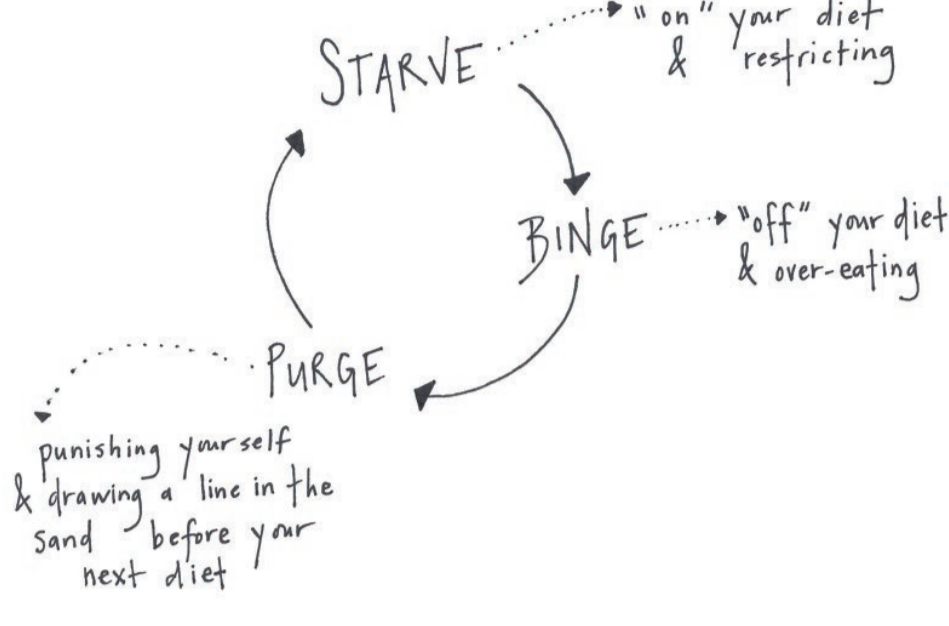 STARVE
"on" your diet
& restricting
BINGE
"off" your diet
& over-eating
PURGE
punishing yourself
& drawing a line in the
sand before your
next diet